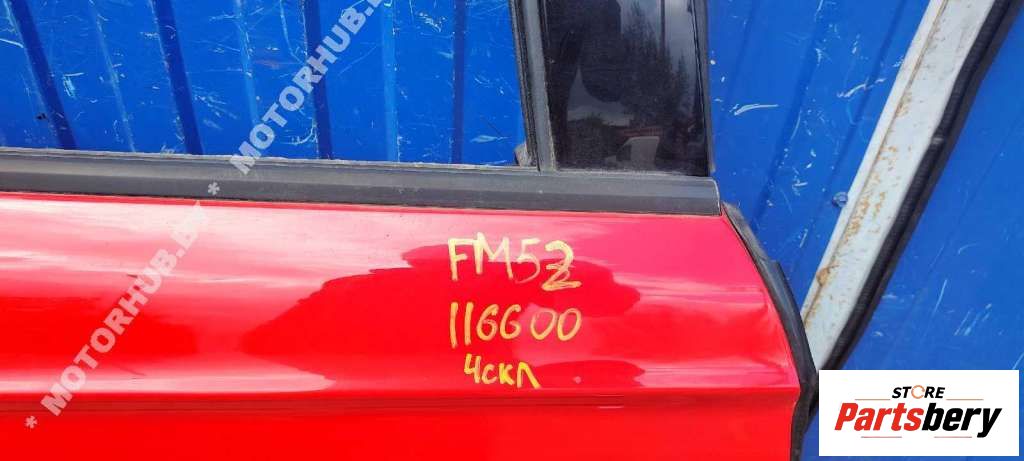 * MOTORHUB.BY * MOTORHUB.BY *
FM52
116600
4скл
STORE
Partsbery